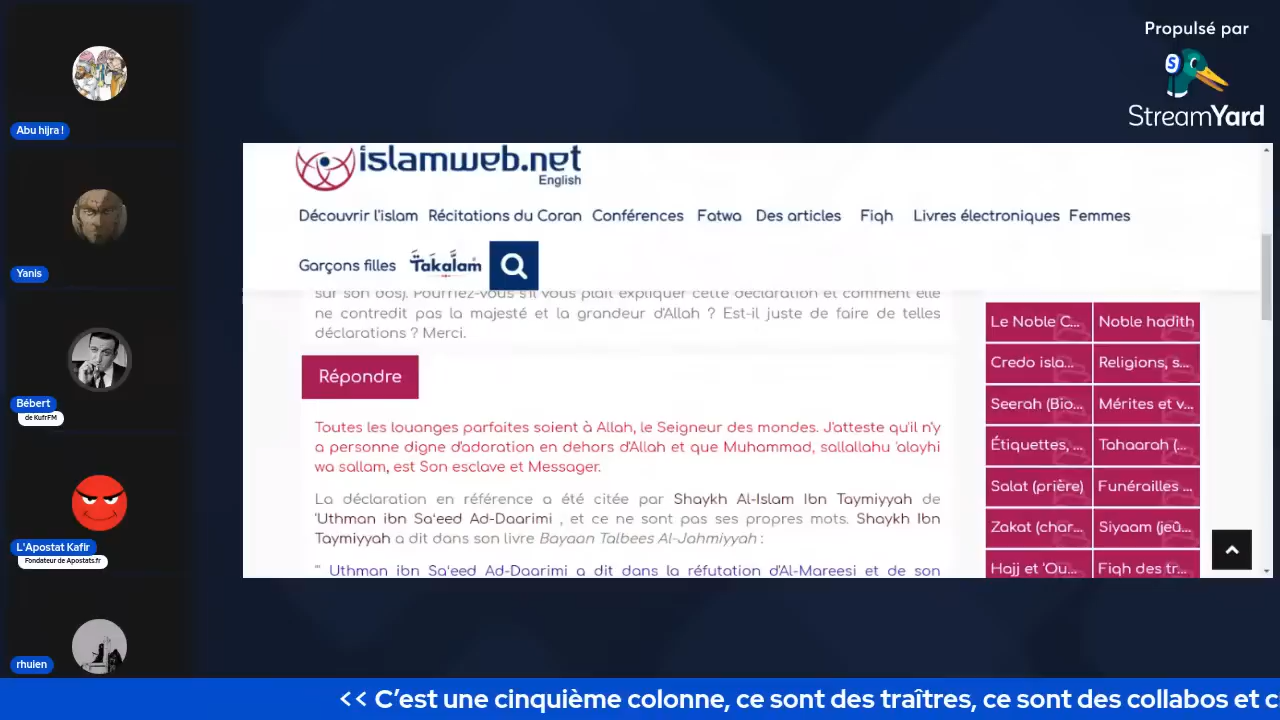 Propulsé par
StreamYard
Abu hijra !
Yanis
Bébert
de KufrFM
L'Apostat Kafir
Fondateur de Apostats.fr
rhuien
islamweb.net
English
Découvrir l'islam Récitations du Coran Conférences Fatwa Des articles Fiqh Livres électroniques Femmes
Garçons filles Takalam
sur son dos). Pourriez-vous s'il vous plaît expliquer cette déclaration et comment elle
ne contredit pas la majesté et la grandeur d'Allah ? Est-il juste de faire de telles
déclarations ? Merci.
Répondre
Toutes les louanges parfaites soient à Allah, le Seigneur des mondes. J'atteste qu'il n'y
a personne digne d'adoration en dehors d'Allah et que Muhammad, sallallahu 'alayhi
wa sallam, est Son esclave et Messager.
La déclaration en référence a été citée par Shaykh Al-Islam Ibn Taymiyyah de
'Uthman ibn Sa'eed Ad-Daarimi , et ce ne sont pas ses propres mots. Shaykh Ibn
Taymiyyah a dit dans son livre Bayaan Talbees Al-Jahmiyyah :
"' Uthman ibn Sa'eed Ad-Daarimi a dit dans la réfutation d'Al-Mareesi et de son
Le Noble C... Noble hadith
Credo isla... Religions, s...
Seerah (Bio... Mérites et v...
Étiquettes, ... Tahaarah (...
Salat (prière) Funérailles ...
Zakat (char... Siyaam (jeû...
Hajj et 'Ou... Fiqh des tr...
<< C'est une cinquième colonne, ce sont des traîtres, ce sont des collabos et c